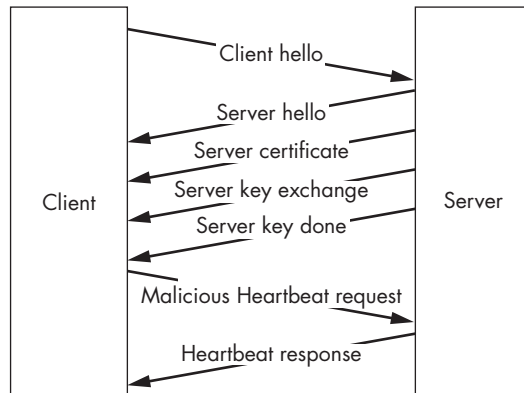 Client hello
Server hello
Server certificate
Client
Server key exchange
Server
Server key done
Malicious Heartbeat request
Heartbeat response